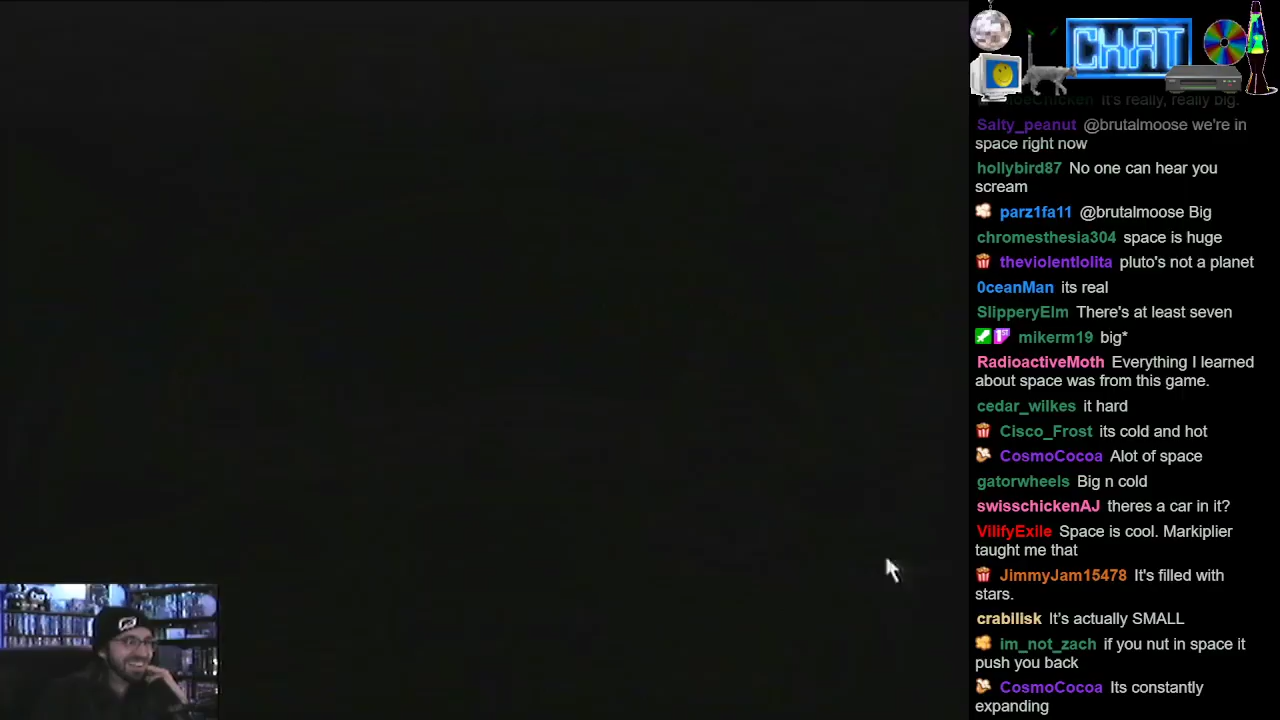 CHAT
It's really, really big.
Salty_peanut @brutalmoose we're in
space right now
hollybird87 No one can hear you
scream
parz1fa11 @brutalmoose Big
chromesthesia304 space is huge
theviolentlolita pluto's not a planet
0ceanMan its real
SlipperyElm There's at least seven
mikerm19 big*
RadioactiveMoth Everything I learned
about space was from this game.
cedar_wilkes it hard
Cisco_Frost its cold and hot
CosmoCocoa Alot of space
gatorwheels Big n cold
swisschickenAJ theres a car in it?
VilifyExile Space is cool. Markiplier
taught me that
JimmyJam15478 It's filled with
stars.
crabllisk It's actually SMALL
im_not_zach if you nut in space it
push you back
CosmoCocoa Its constantly
expanding